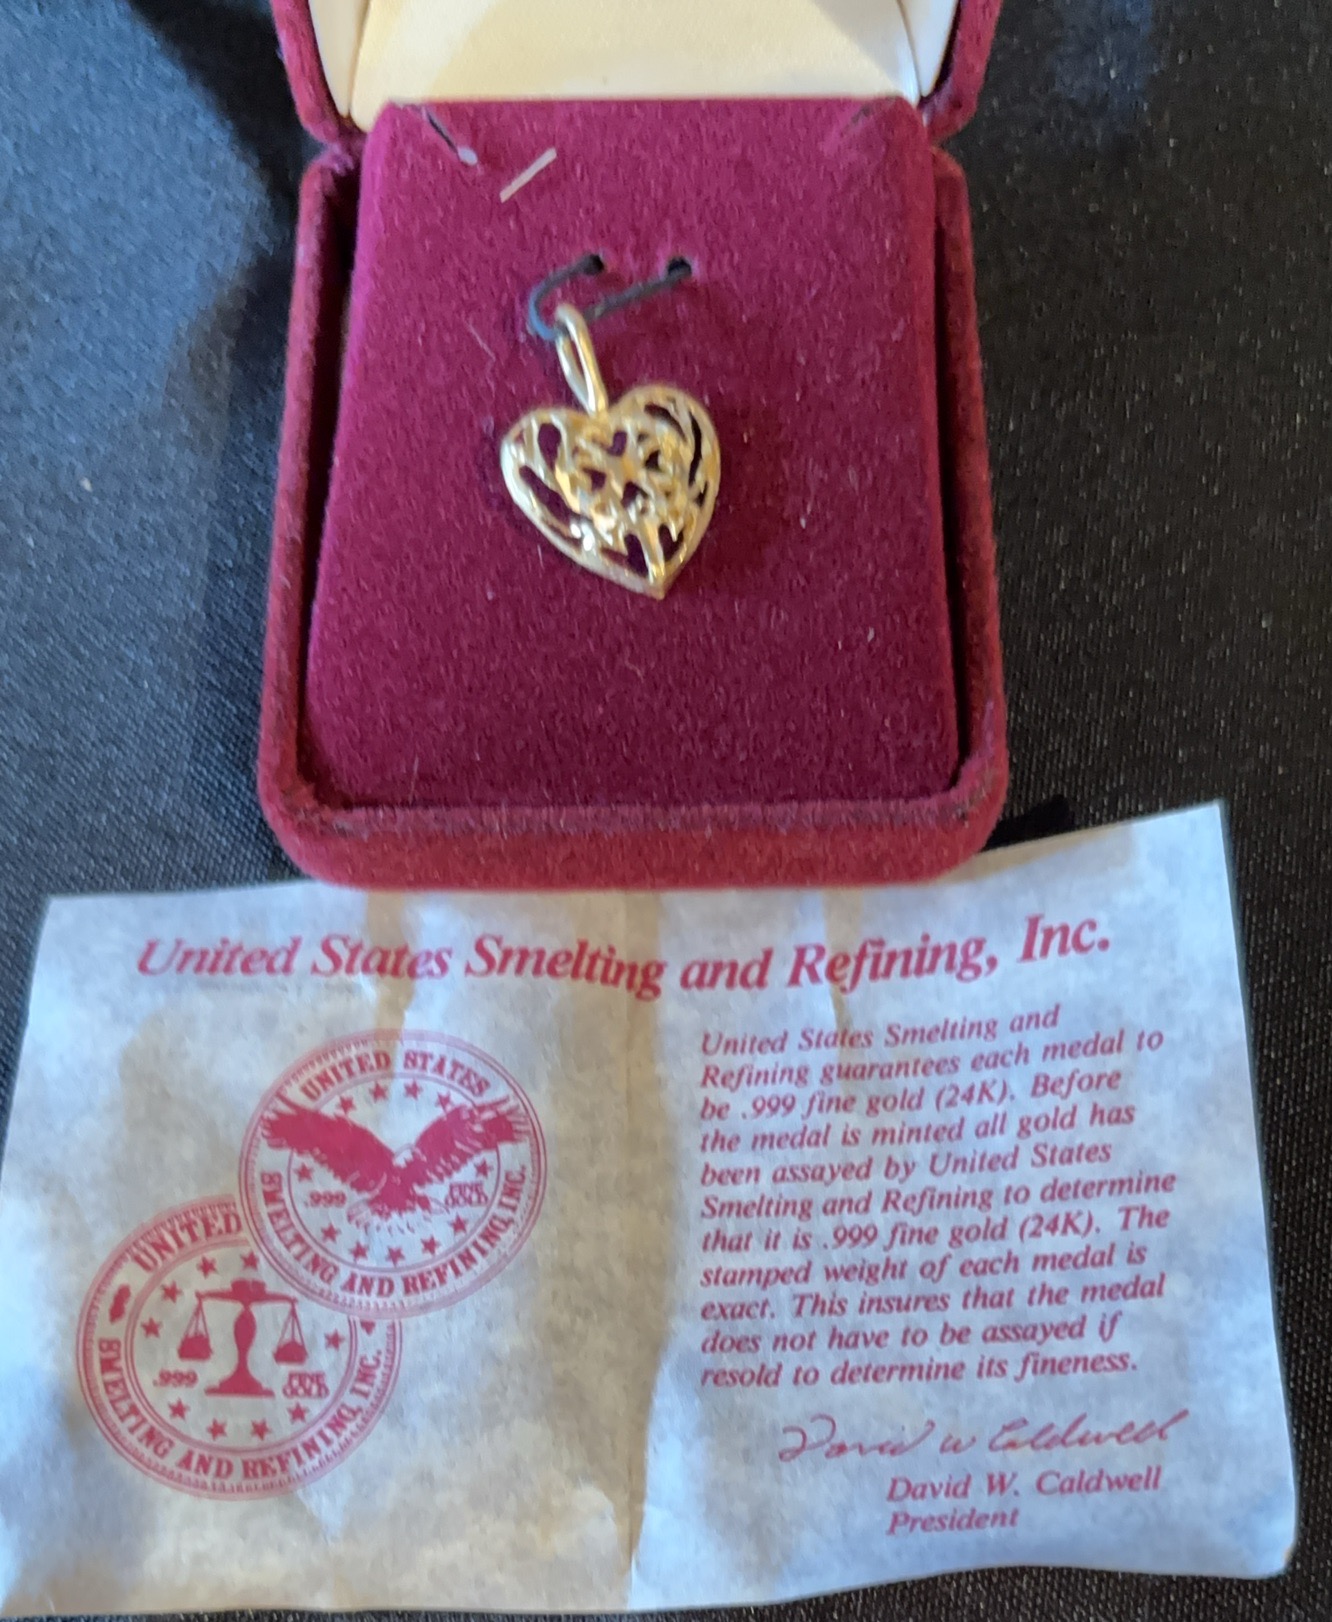 United States Smelting and Refining, Inc.
UNITED STATES
.999
SMELTING AND REFINING, INC.
UNITED
.999
SMELTING AND REFINING, INC.
United States Smelting and
Refining guarantees each medal to
be .999 fine gold (24K). Before
the medal is minted all gold has
been assayed by United States
Smelting and Refining to determine
that it is .999 fine gold (24K). The
stamped weight of each medal is
exact. This insures that the medal
does not have to be assayed if
resold to determine its fineness.
David W Caldwell
David W. Caldwell
President